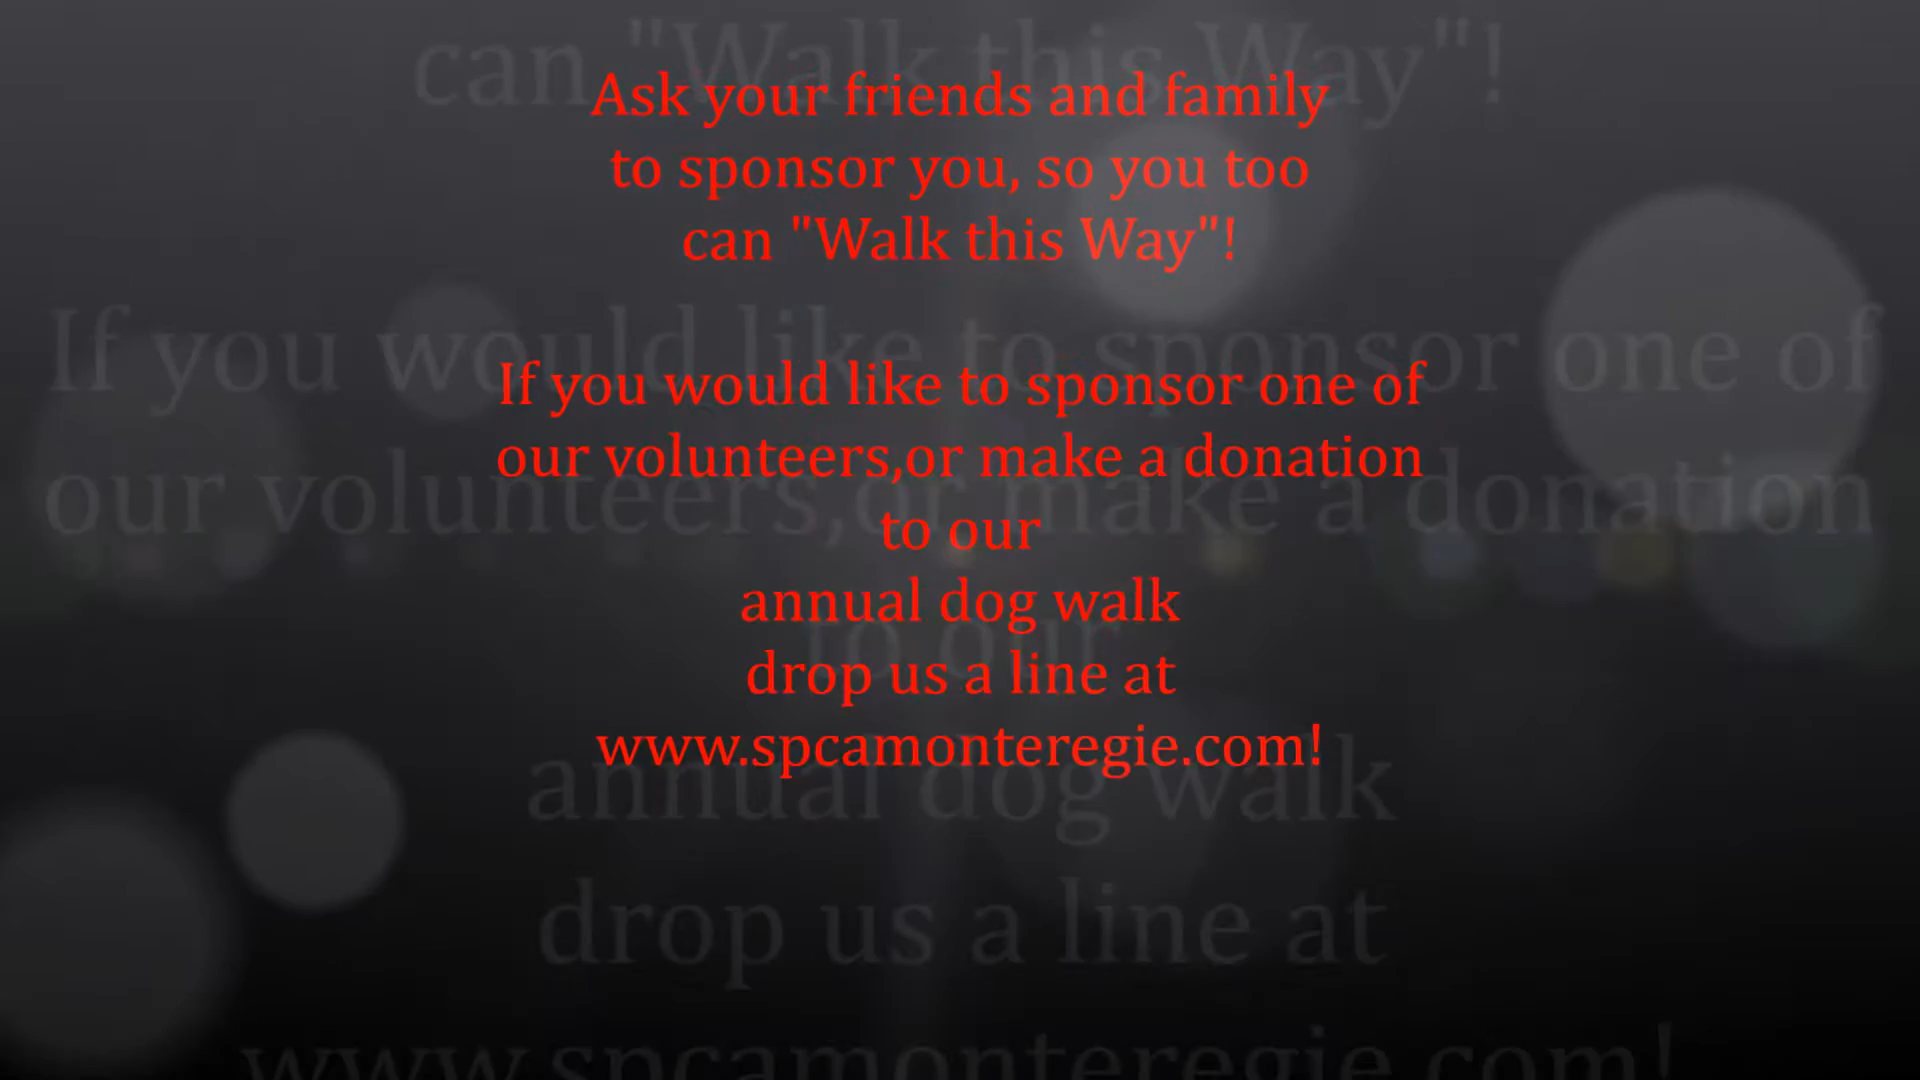 Ask your friends and family
to sponsor you, so you too
can "Walk this Way"!
If you would like to sponsor one of
our volunteers,or make a donation
to our
annual dog walk
drop us a line at
www.spcamonteregie.com!